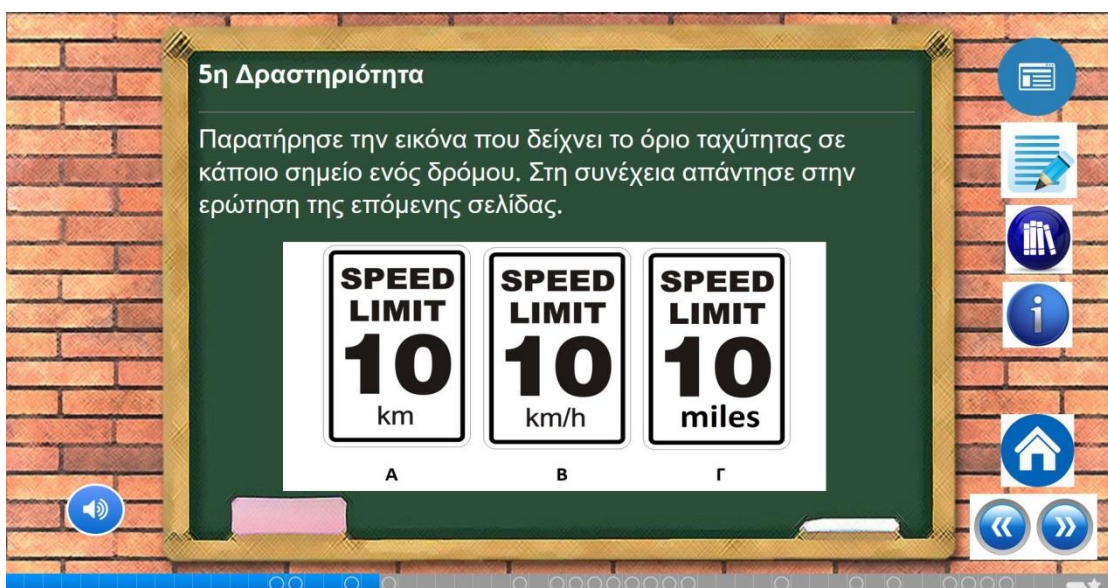 5η Δραστηριότητα
Παρατήρησε την εικόνα που δείχνει το όριο ταχύτητας σε
κάποιο σημείο ενός δρόμου. Στη συνέχεια απάντησε στην
ερώτηση της επόμενης σελίδας.
SPEED
LIMIT
10
km
SPEED
LIMIT
10
km/h
SPEED
LIMIT
10
miles
Α
Β
Γ